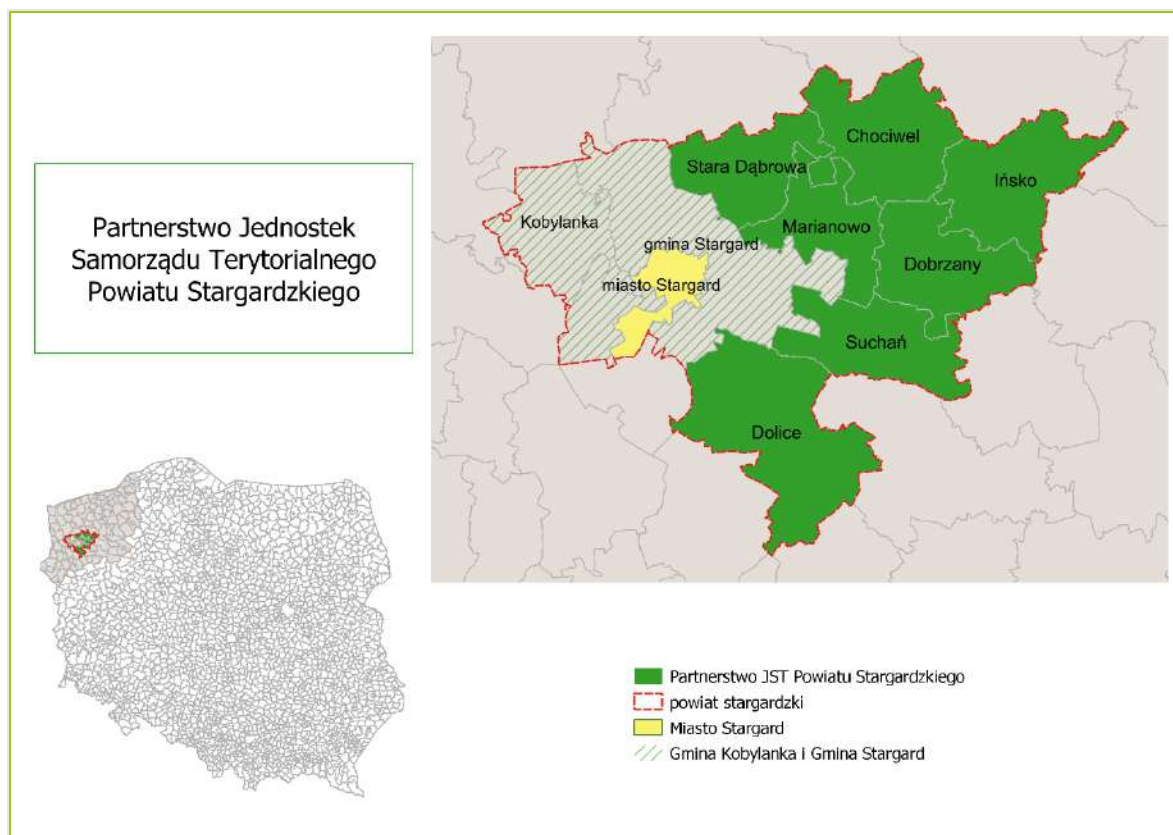 Partnerstwo Jednostek
Samorządu Terytorialnego
Powiatu Stargardzkiego
Chociwel
Stara Dąbrowa
Ińsko
Kobylanka
Marianowo
gmina Stargard
Dobrzany
miasto Stargard
Suchań
Dolice
Partnerstwo JST Powiatu Stargardzkiego
powiat stargardzki
Miasto Stargard
Gmina Kobylanka i Gmina Stargard